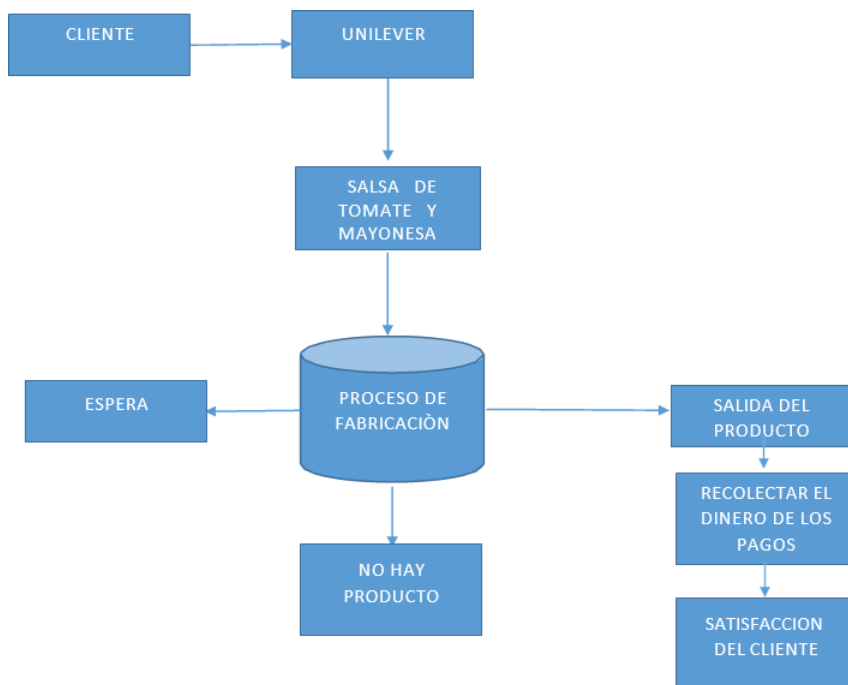 CLIENTE
UNILEVER
SALSA DE
TOMATE Y
MAYONESA
PROCESO DE
FABRICACIÒN
ESPERA
SALIDA DEL
PRODUCTO
RECOLECTAR EL
DINERO DE LOS
PAGOS
NO HAY
PRODUCTO
SATISFACCION
DEL CLIENTE